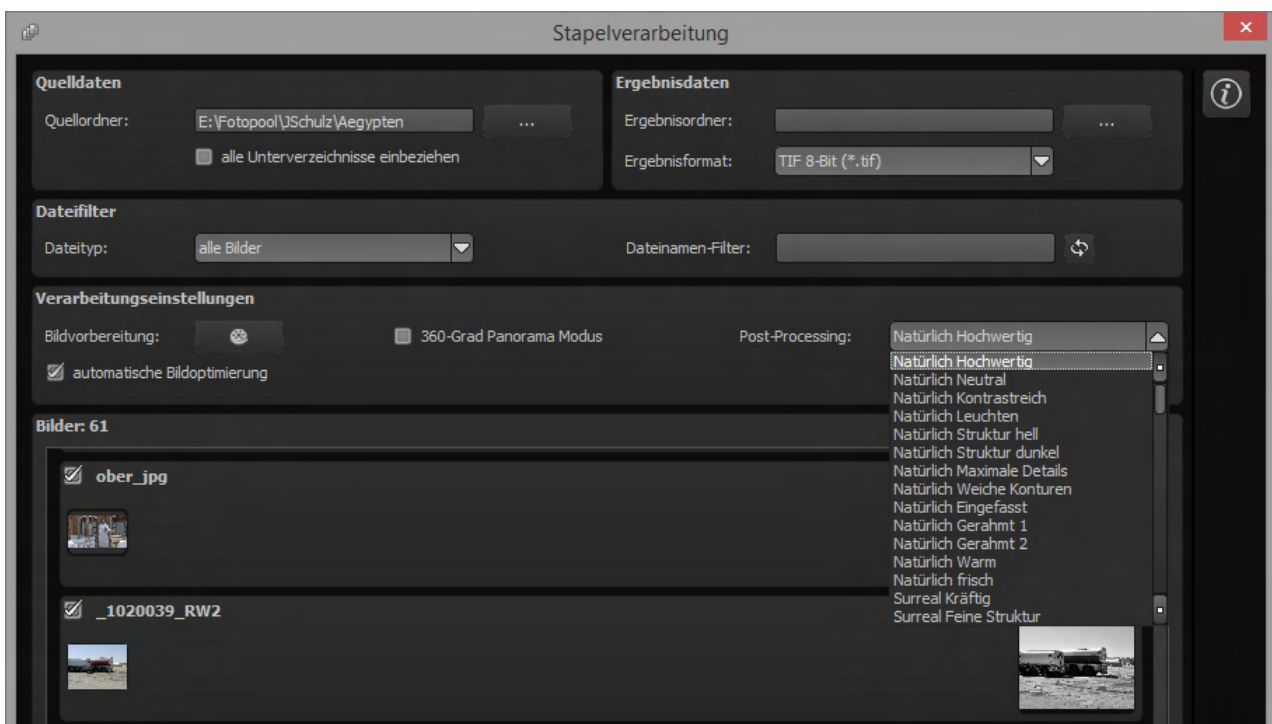 Stapelverarbeitung
Quelldaten
Quellordner: E:\Fotopool\JSchulz\Aegypten ...
alle Unterverzeichnisse einbeziehen
Ergebnisdaten
Ergebnisordner: ...
Ergebnisformat: TIF 8-Bit (*.tif)
Dateifilter
Dateityp: alle Bilder Dateinamen-Filter:
Verarbeitungseinstellungen
Bildvorbereitung: 360-Grad Panorama Modus Post-Processing: Natürlich Hochwertig
automatische Bildoptimierung
Natürlich Hochwertig
Natürlich Neutral
Natürlich Kontrastreich
Natürlich Leuchten
Natürlich Struktur hell
Natürlich Struktur dunkel
Natürlich Maximale Details
Natürlich Weiche Konturen
Natürlich Eingefasst
Natürlich Gerahmt 1
Natürlich Gerahmt 2
Natürlich Warm
Natürlich frisch
Surreal Kräftig
Surreal Feine Struktur
Bilder: 61
ober_jpg
_1020039_RW2